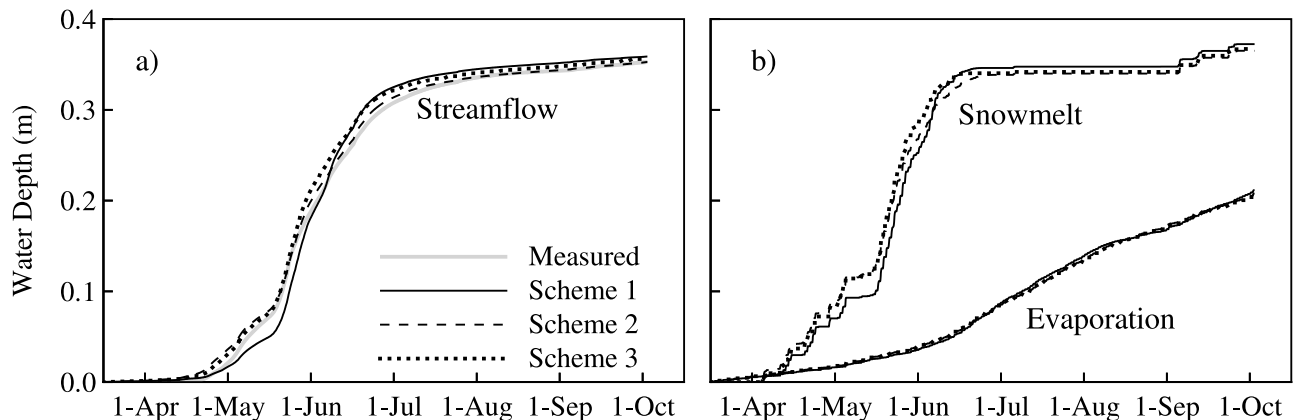 0.4
0.3
0.2
0.1
0.0
Water Depth (m)
a)
Streamflow
Measured
Scheme 1
Scheme 2
Scheme 3
1-Apr 1-May 1-Jun 1-Jul 1-Aug 1-Sep 1-Oct
b)
Snowmelt
Evaporation
1-Apr 1-May 1-Jun 1-Jul 1-Aug 1-Sep 1-Oct